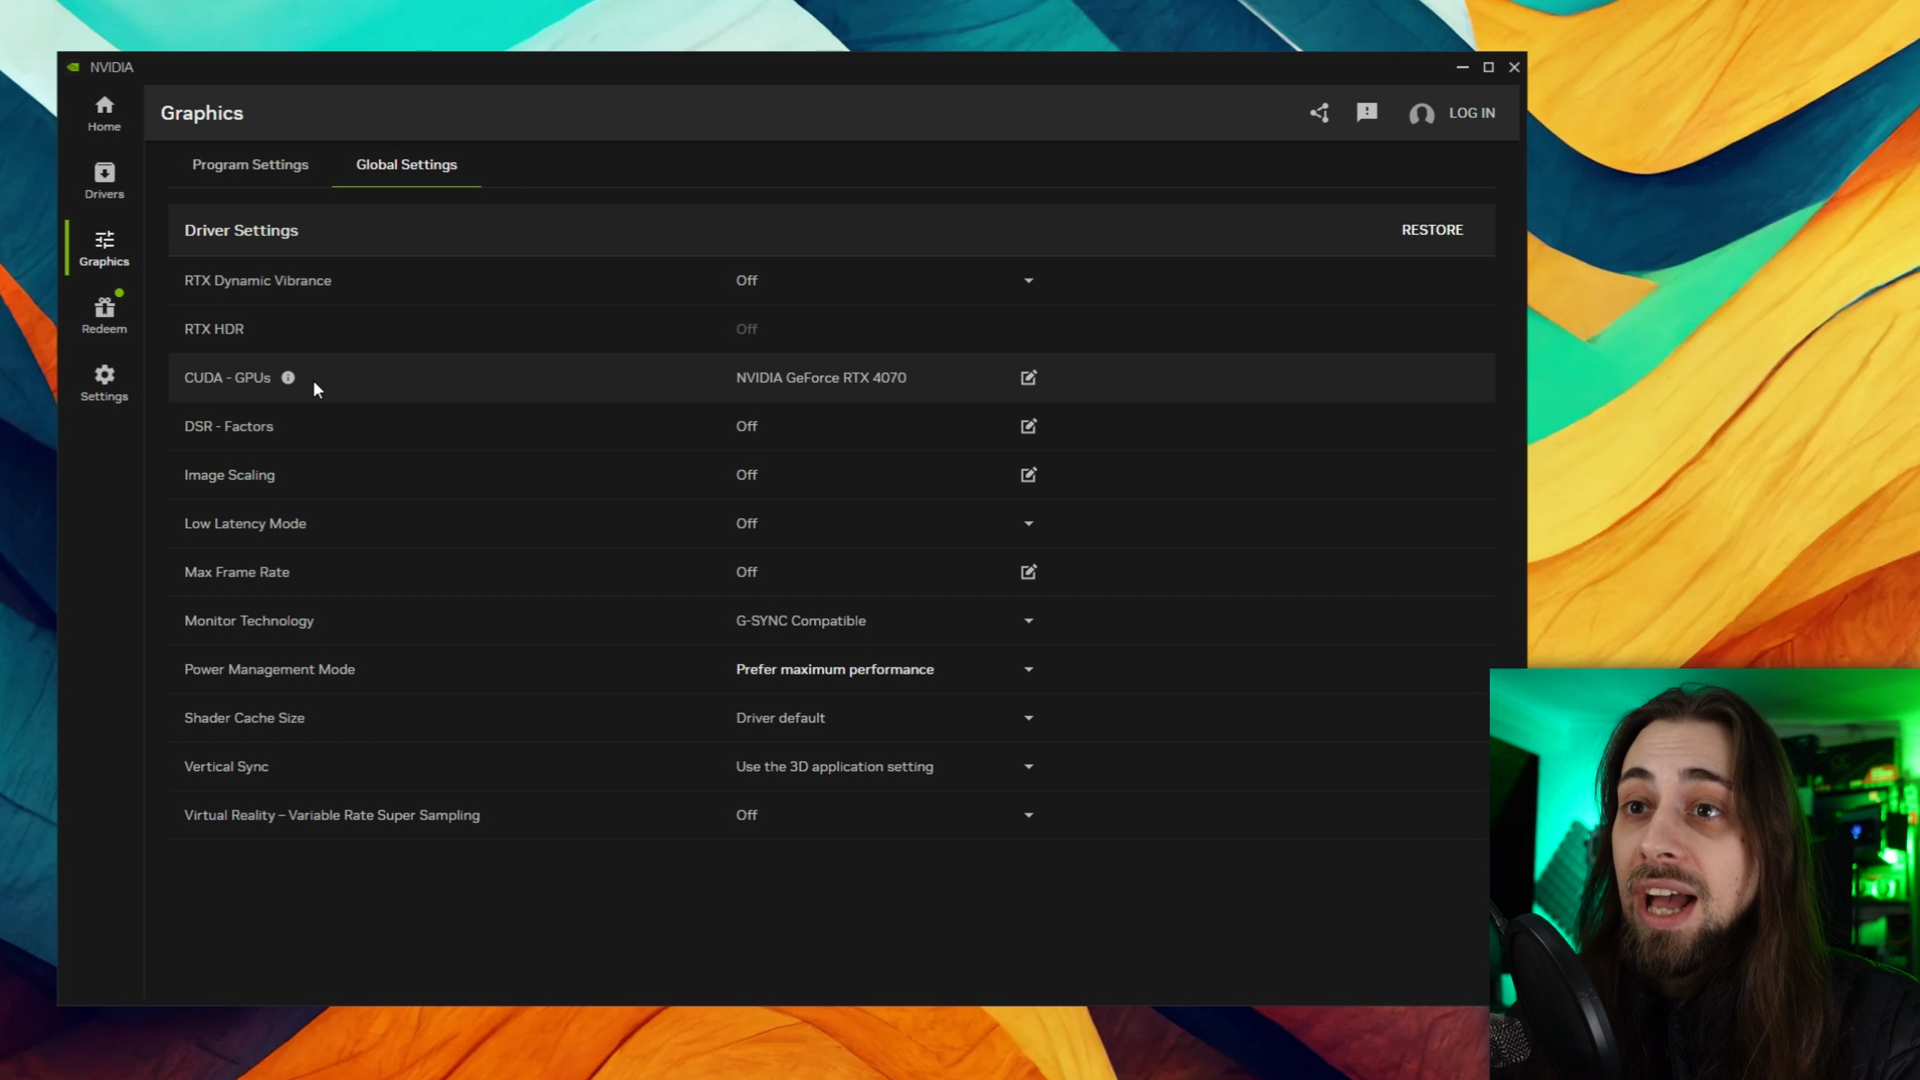 NVIDIA
Home
Drivers
Graphics
Redeem
Settings
Graphics
LOG IN
Program Settings
Global Settings
Driver Settings
RESTORE
RTX Dynamic Vibrance Off
RTX HDR Off
CUDA - GPUs NVIDIA GeForce RTX 4070
DSR - Factors Off
Image Scaling Off
Low Latency Mode Off
Max Frame Rate Off
Monitor Technology G-SYNC Compatible
Power Management Mode Prefer maximum performance
Shader Cache Size Driver default
Vertical Sync Use the 3D application setting
Virtual Reality – Variable Rate Super Sampling Off